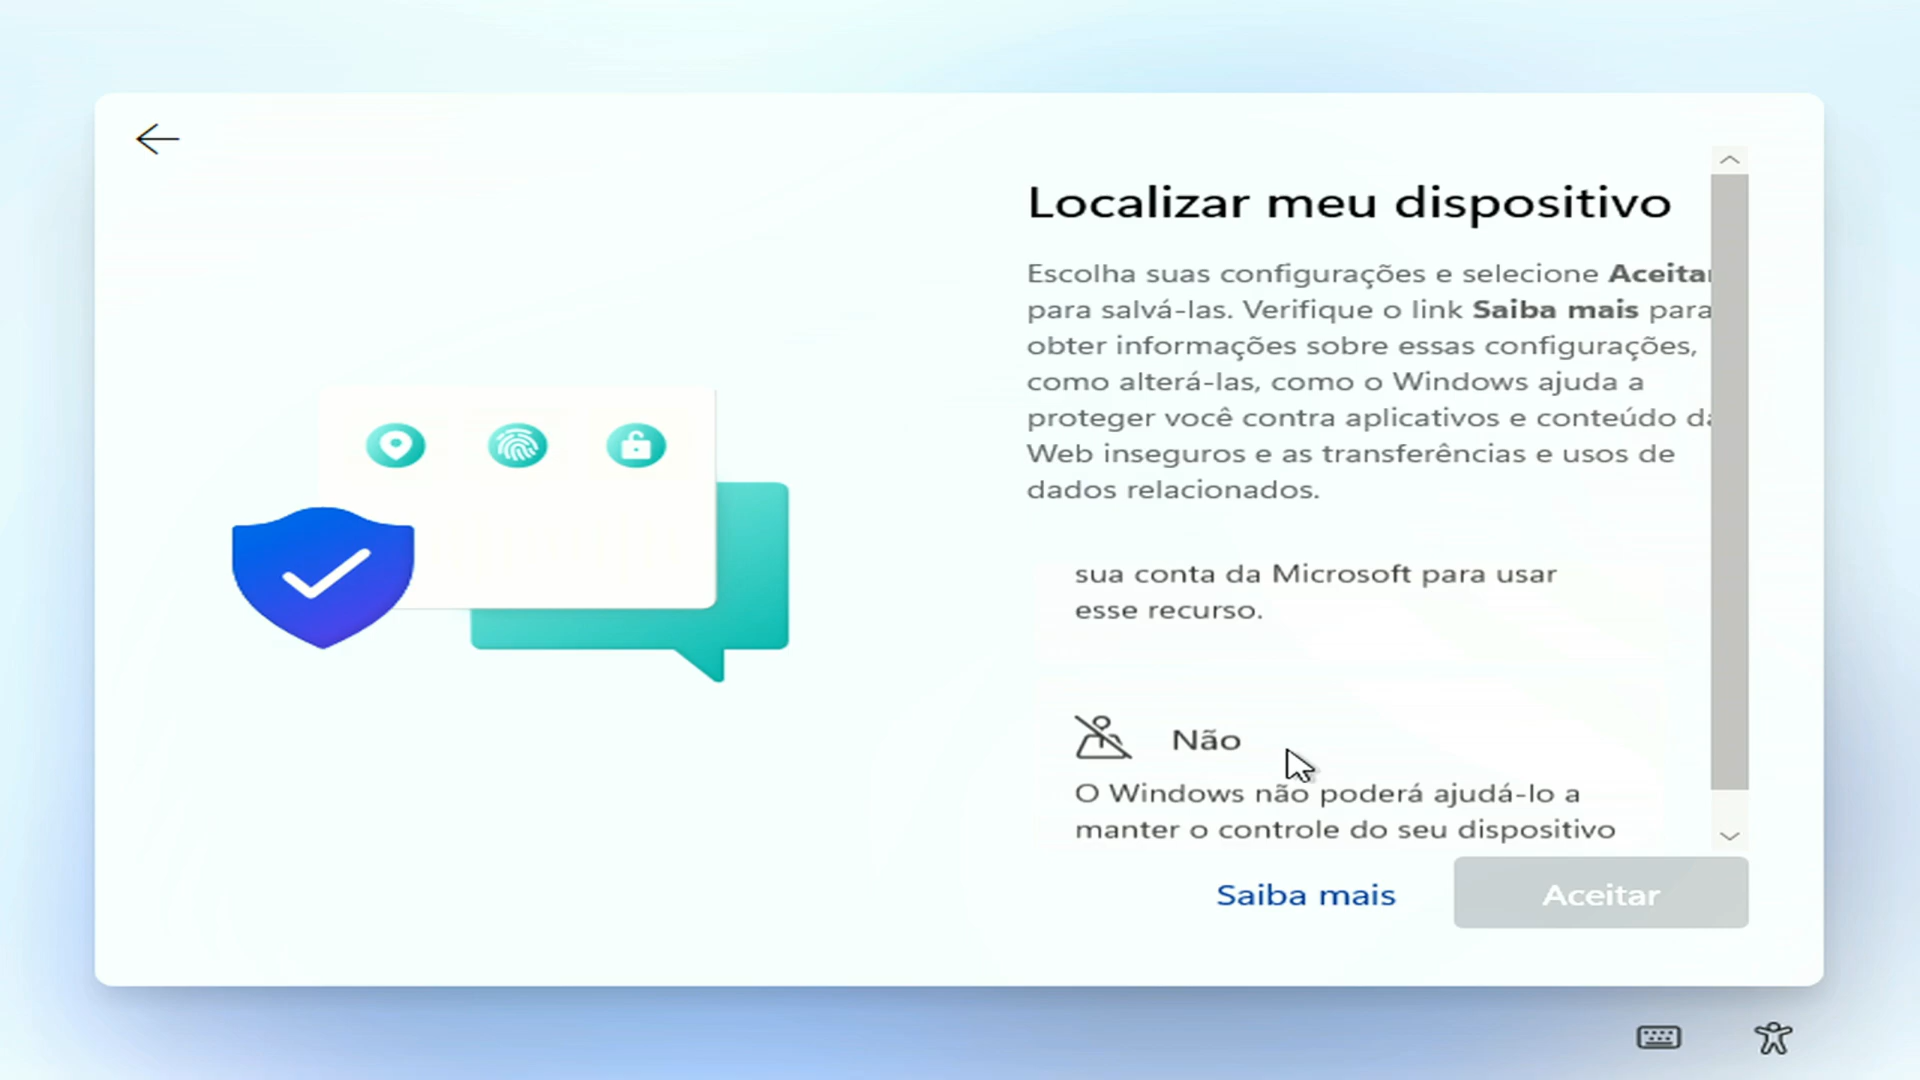 Localizar meu dispositivo
Escolha suas configurações e selecione Aceitar
para salvá-las. Verifique o link Saiba mais para
obter informações sobre essas configurações,
como alterá-las, como o Windows ajuda a
proteger você contra aplicativos e conteúdo da
Web inseguros e as transferências e usos de
dados relacionados.
sua conta da Microsoft para usar
esse recurso.
Não
O Windows não poderá ajudá-lo a
manter o controle do seu dispositivo
Saiba mais
Aceitar